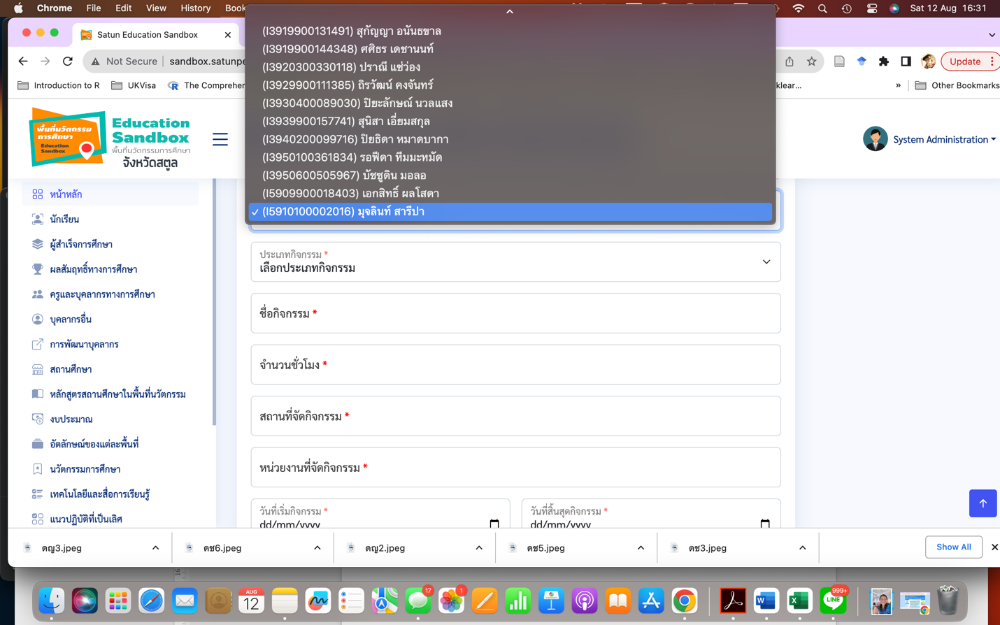 Chrome File Edit View History Book
Sat 12 Aug 16:31
Satun Education Sandbox
Not Secure
sandbox.satunpe
Update
Introduction to R
UKVisa
The Comprehen
klear...
»
Other Bookmarks
(I3919900131491) สุกัญญา อนันธขาล
(I3919900144348) ศศิธร เดชานนท์
(I3920300330118) ปราณี แซ่ว่อง
(I3929900111385) ถิรวัฒน์ คงจันทร์
(I3930400089030) ปิยะลักษณ์ นวลแสง
(I3939900157741) สุนิสา เอี่ยมสกุล
(I3940200099716) ปิยธิดา หมาดบากา
(I3950100361834) รอฟีดา หีมมะหมัด
(I3950600505967) บัชซูดิน มอลอ
(I5909900018403) เอกสิทธิ์ ผลโสดา
(I5910100002016) มุจลินท์ สารีปา
พื้นที่นวัตกรรม
การศึกษา
Education
Sandbox
Education
Sandbox
พื้นที่นวัตกรรมการศึกษา
จังหวัดสตูล
System Administration
หน้าหลัก
นักเรียน
ผู้สำเร็จการศึกษา
ผลสัมฤทธิ์ทางการศึกษา
ครูและบุคลากรทางการศึกษา
บุคลากรอื่น
การพัฒนาบุคลากร
สถานศึกษา
หลักสูตรสถานศึกษาในพื้นที่นวัตกรรม
งบประมาณ
อัตลักษณ์ของแต่ละพื้นที่
นวัตกรรมการศึกษา
เทคโนโลยีและสื่อการเรียนรู้
แนวปฏิบัติที่เป็นเลิศ
ประเภทกิจกรรม *
เลือกประเภทกิจกรรม
ชื่อกิจกรรม *
จำนวนชั่วโมง *
สถานที่จัดกิจกรรม *
หน่วยงานที่จัดกิจกรรม *
วันที่เริ่มกิจกรรม *
dd/mm/yyyy
วันที่สิ้นสุดกิจกรรม *
dd/mm/yyyy
ดญ3.jpeg
ดช6.jpeg
ดญ2.jpeg
ดช5.jpeg
ดช3.jpeg
Show All
AUG
12
17
1
999+
LINE